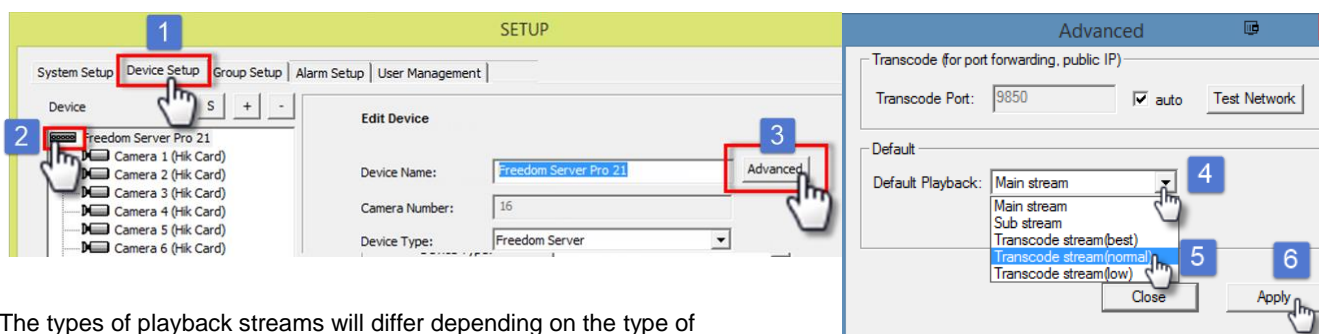 1
SETUP
System Setup
Device Setup
Group Setup
Alarm Setup
User Management
Device
S
+
-
2
Freedom Server Pro 21
Camera 1 (Hik Card)
Camera 2 (Hik Card)
Camera 3 (Hik Card)
Camera 4 (Hik Card)
Camera 5 (Hik Card)
Camera 6 (Hik Card)
Edit Device
3
Device Name:
Freedom Server Pro 21
Advanced
Camera Number:
16
Device Type:
Freedom Server
Advanced
Transcode (for port forwarding, public IP)
Transcode Port:
9850
auto
Test Network
Default
Default Playback:
Main stream
4
Main stream
Sub stream
Transcode stream(best)
Transcode stream(normal)
5
Transcode stream(low)
6
Close
Apply
The types of playback streams will differ depending on the type of